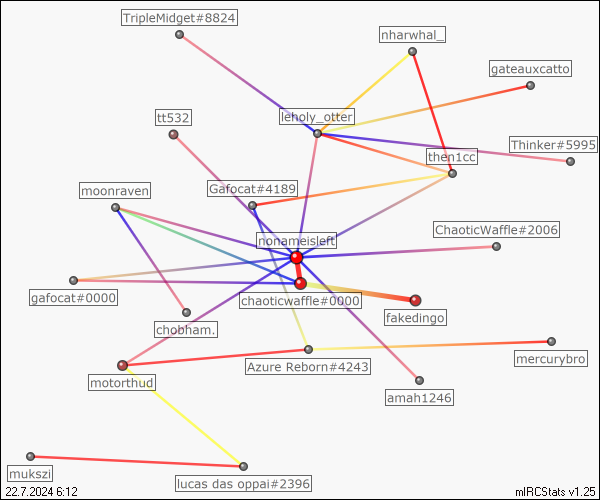 TripleMidget#8824
nharwhal_
gateauxcatto
leholy_otter
tt532
Thinker#5995
then1cc
moonraven
Gafocat#4189
ChaoticWaffle#2006
nonameisleft
gafocat#0000
chaoticwaffle#0000
fakedingo
chobham.
mercurybro
Azure Reborn#4243
motorthud
amah1246
mukszi
lucas das oppai#2396
22.7.2024 6:12
mIRCStats v1.25